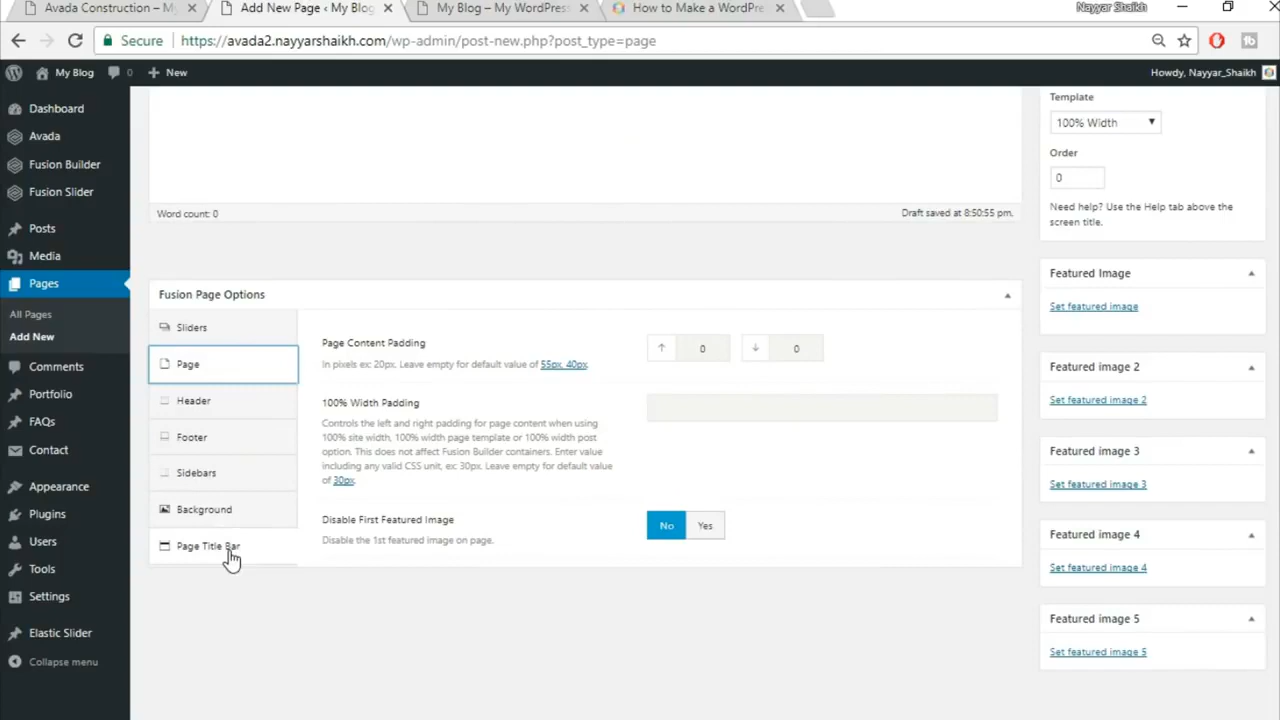 Avada Construction – My
Add New Page ‹ My Blog
My Blog – My WordPress
How to Make a WordPre
Nayyar Shaikh
Secure
https://avada2.nayyarshaikh.com/wp-admin/post-new.php?post_type=page
My Blog
0
New
Howdy, Nayyar_Shaikh
Dashboard
Avada
Fusion Builder
Fusion Slider
Posts
Media
Pages
All Pages
Add New
Comments
Portfolio
FAQs
Contact
Appearance
Plugins
Users
Tools
Settings
Elastic Slider
Collapse menu
Word count: 0
Draft saved at 8:50:55 pm.
Fusion Page Options
Sliders
Page
Header
Footer
Sidebars
Background
Page Title Bar
Page Content Padding
In pixels ex: 20px. Leave empty for default value of 55px, 40px.
0
0
100% Width Padding
Controls the left and right padding for page content when using
100% site width, 100% width page template or 100% width post
option. This does not affect Fusion Builder containers. Enter value
including any valid CSS unit, ex: 30px. Leave empty for default value
of 30px.
Disable First Featured Image
Disable the 1st featured image on page.
No
Yes
Template
100% Width
Order
0
Need help? Use the Help tab above the
screen title.
Featured Image
Set featured image
Featured image 2
Set featured image 2
Featured image 3
Set featured image 3
Featured image 4
Set featured image 4
Featured image 5
Set featured image 5